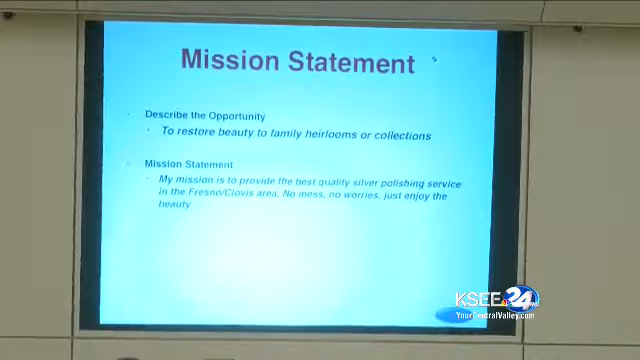 Mission Statement
Describe the Opportunity
To restore beauty to family heirlooms or collections
Mission Statement
My mission is to provide the best quality silver polishing service
in the Fresno/Clovis area. No mess, no worries, just enjoy the
beauty
KSEE 24
YourCentralValley.com